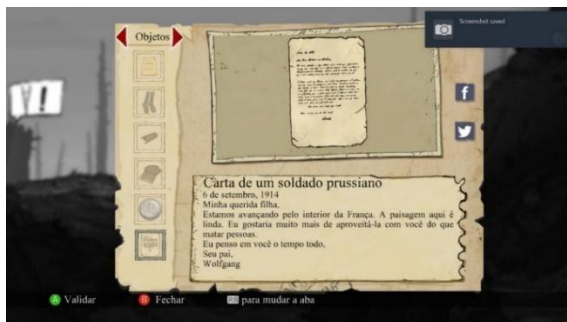 Screenshot saved
Objetos
Y!
f
Carta de um soldado prussiano
6 de setembro, 1914
Minha querida filha,
Estamos avançando pelo interior da França. A paisagem aqui é
linda. Eu gostaria muito mais de aproveitá-la com você do que
matar pessoas.
Eu penso em você o tempo todo,
Seu pai,
Wolfgang
A Validar
B Fechar
RB para mudar a aba